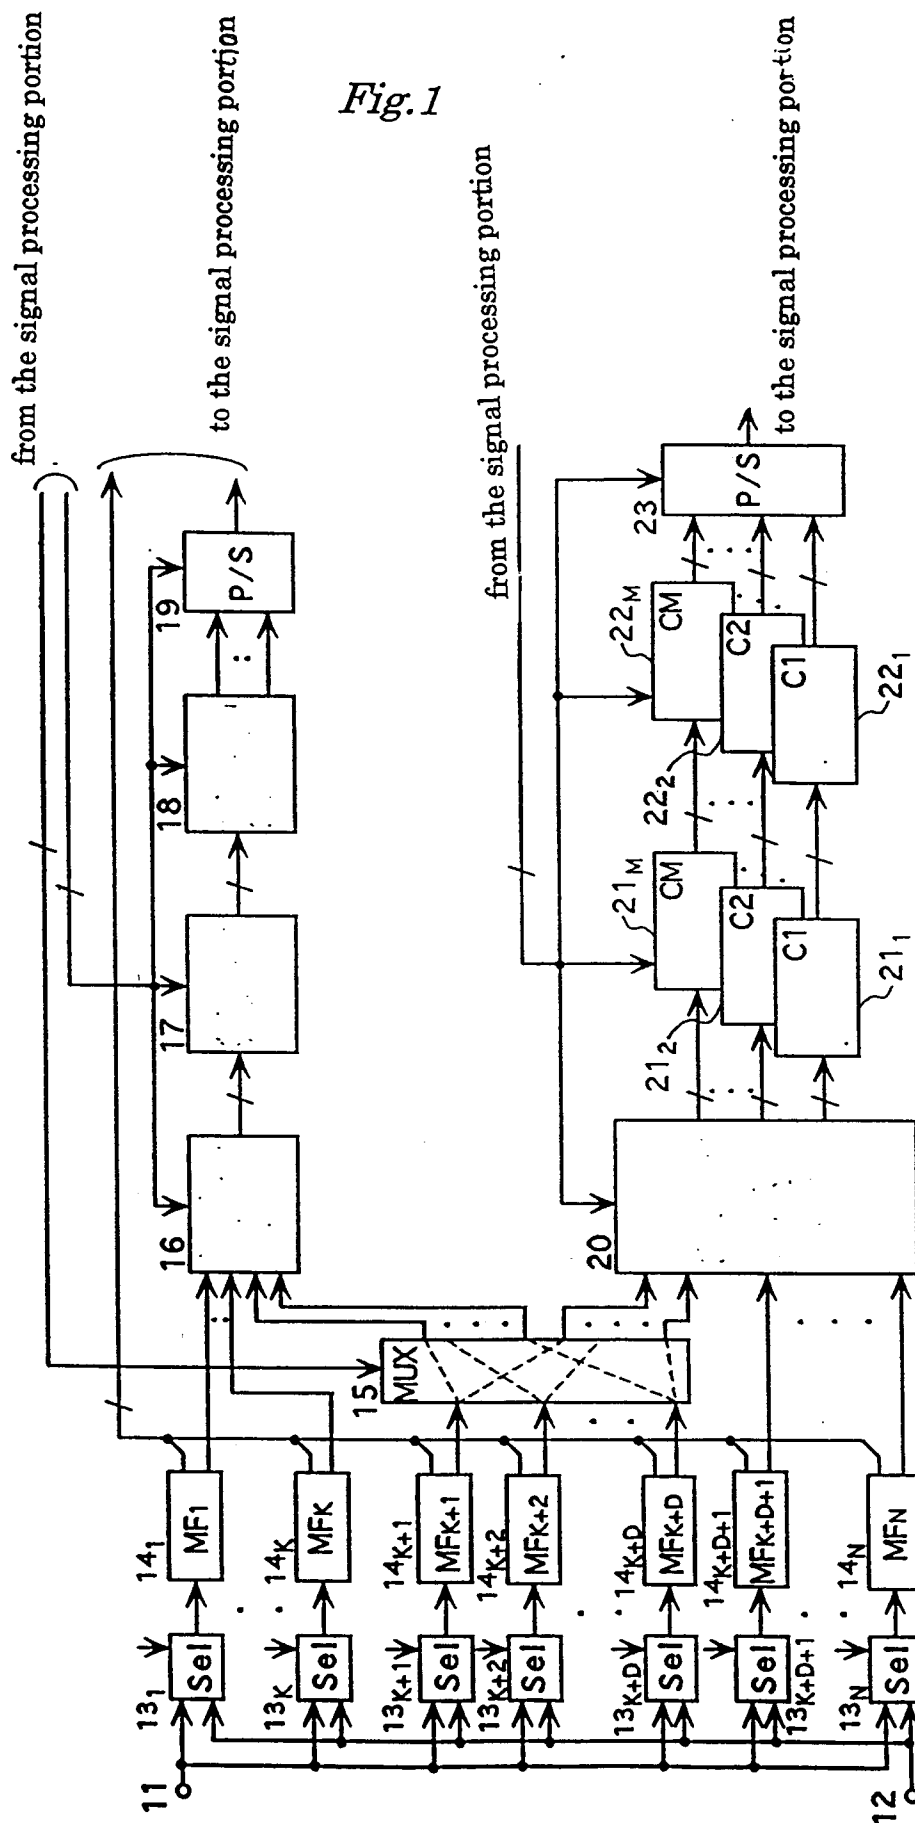 Fig.1
from the signal processing portion
to the signal processing portion
from the signal processing portion
to the signal processing portion
11
12
13₁ Sel
13K Sel
13K+1 Sel
13K+2 Sel
13K+D Sel
13K+D+1 Sel
13N Sel
14₁ MF1
14K MFK
14K+1 MFK+1
14K+2 MFK+2
14K+D MFK+D
14K+D+1 MFK+D+1
14N MFN
15 MUX
16
17
18
19 P/S
20
21M CM
21₂ C2
21₁ C1
22M CM
22₂ C2
22₁ C1
23 P/S